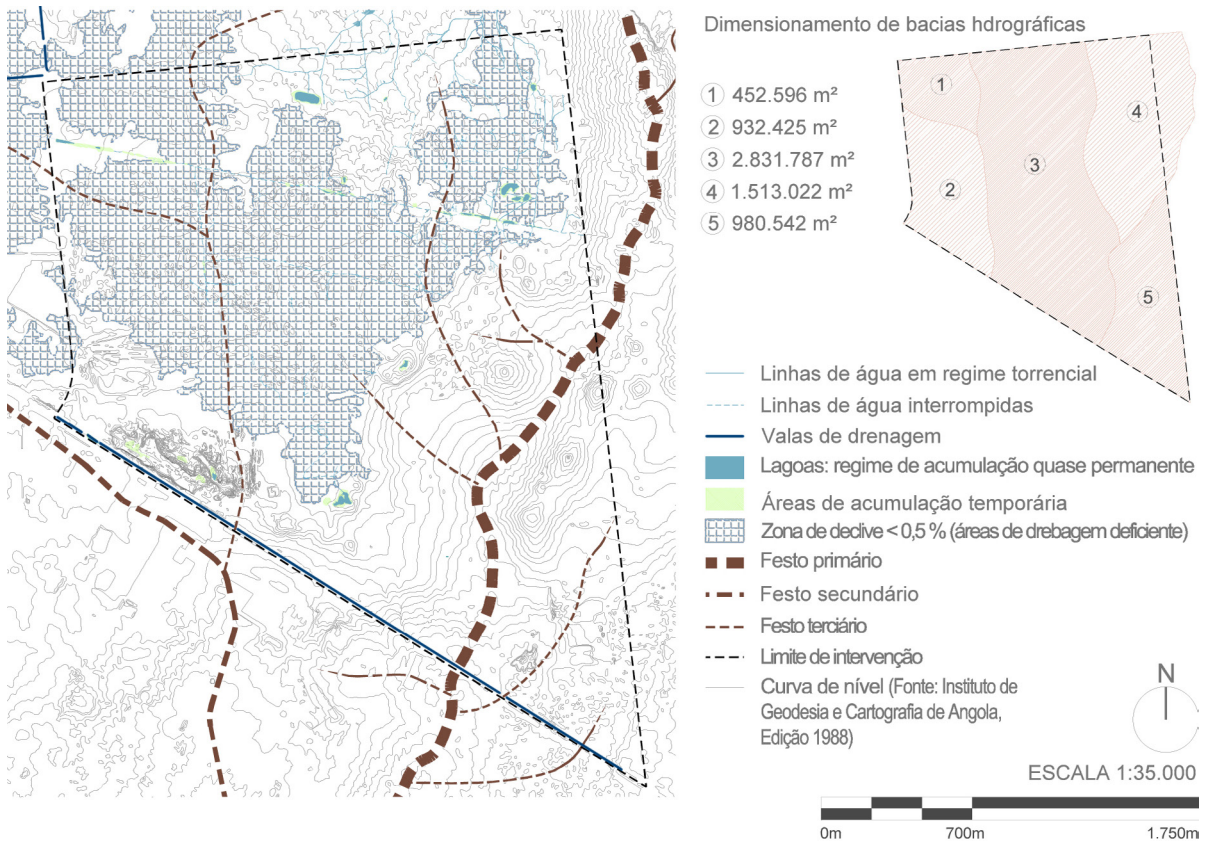 Dimensionamento de bacias hdrográficas
1 452.596 m²
2 932.425 m²
3 2.831.787 m²
4 1.513.022 m²
5 980.542 m²
1
4
3
2
5
Linhas de água em regime torrencial
Linhas de água interrompidas
Valas de drenagem
Lagoas: regime de acumulação quase permanente
Áreas de acumulação temporária
Zona de declive < 0,5 % (áreas de drebagem deficiente)
Festo primário
Festo secundário
Festo terciário
Limite de intervenção
Curva de nível (Fonte: Instituto de
Geodesia e Cartografia de Angola,
Edição 1988)
N
ESCALA 1:35.000
0m 700m 1.750m